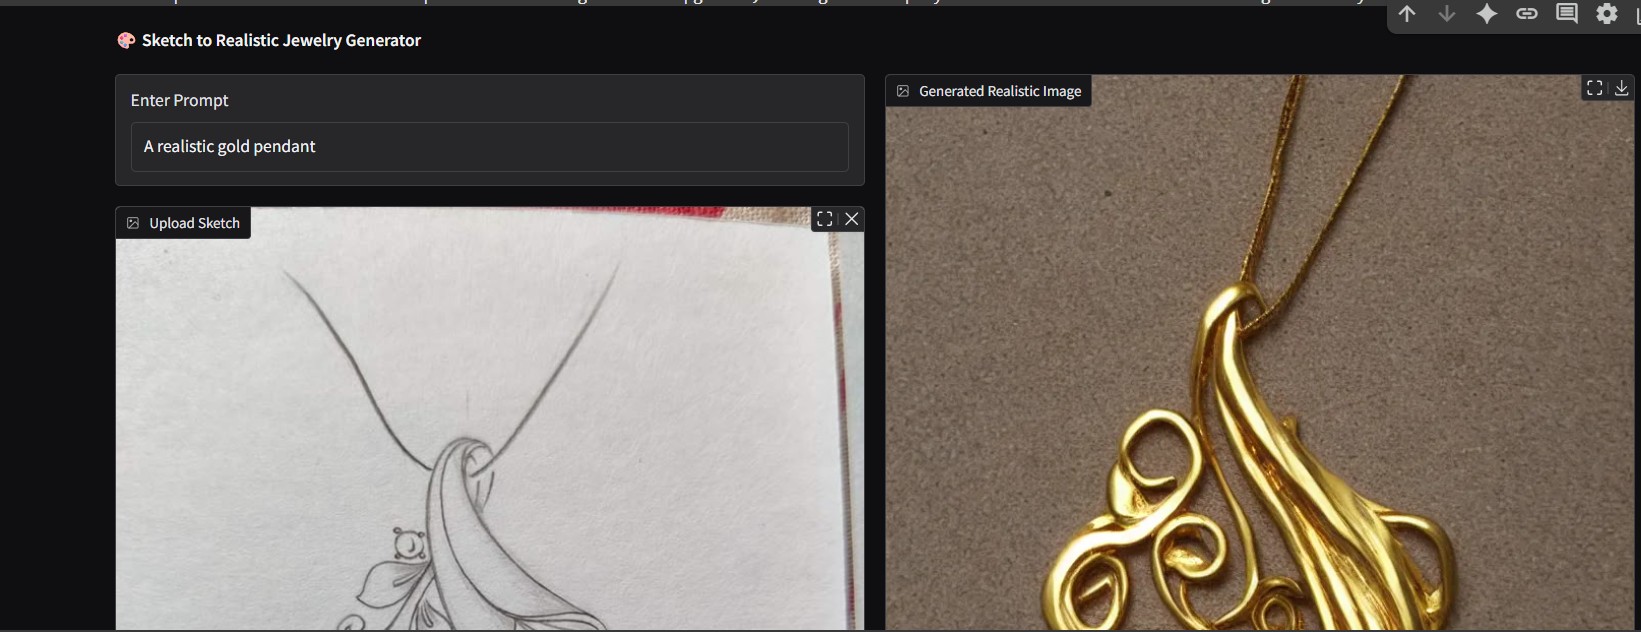 Sketch to Realistic Jewelry Generator
Enter Prompt
A realistic gold pendant
Upload Sketch
Generated Realistic Image